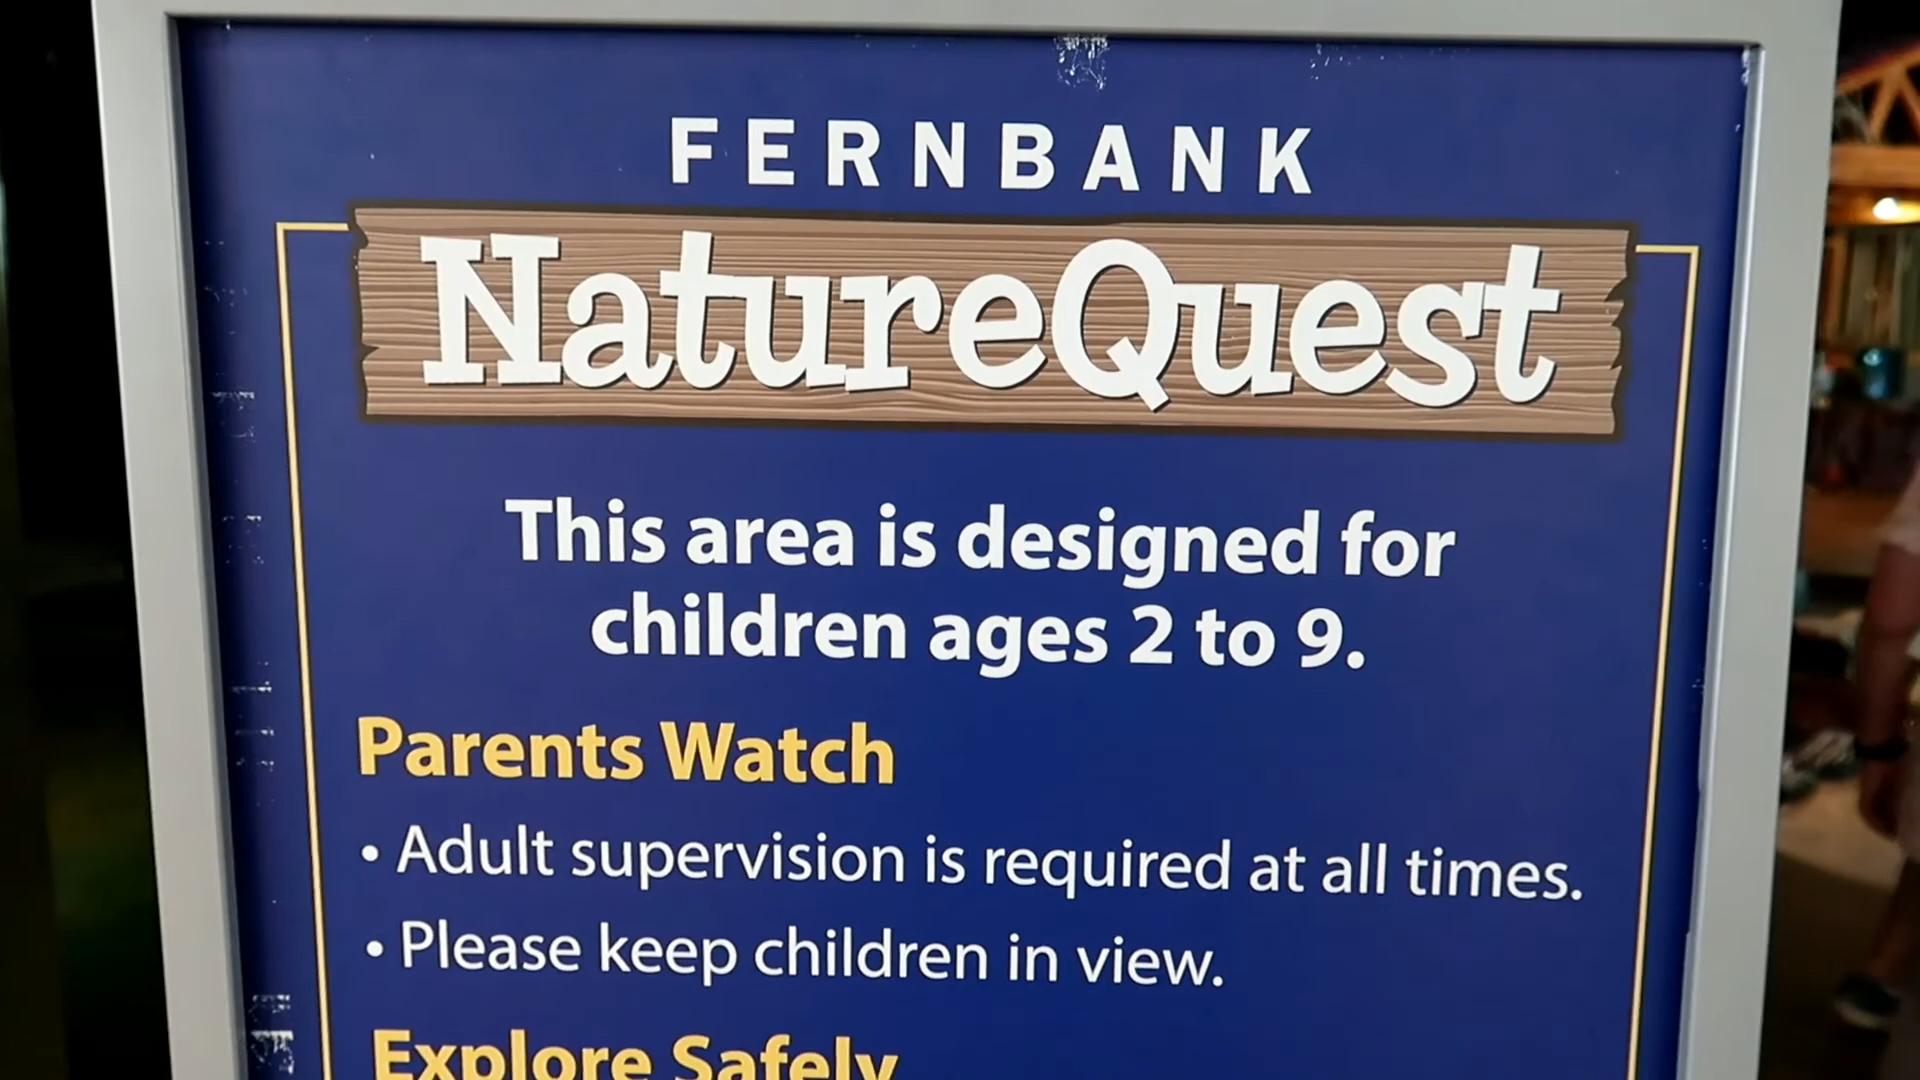 FERNBANK
NatureQuest
This area is designed for
children ages 2 to 9.
Parents Watch
• Adult supervision is required at all times.
• Please keep children in view.
Explore Safely